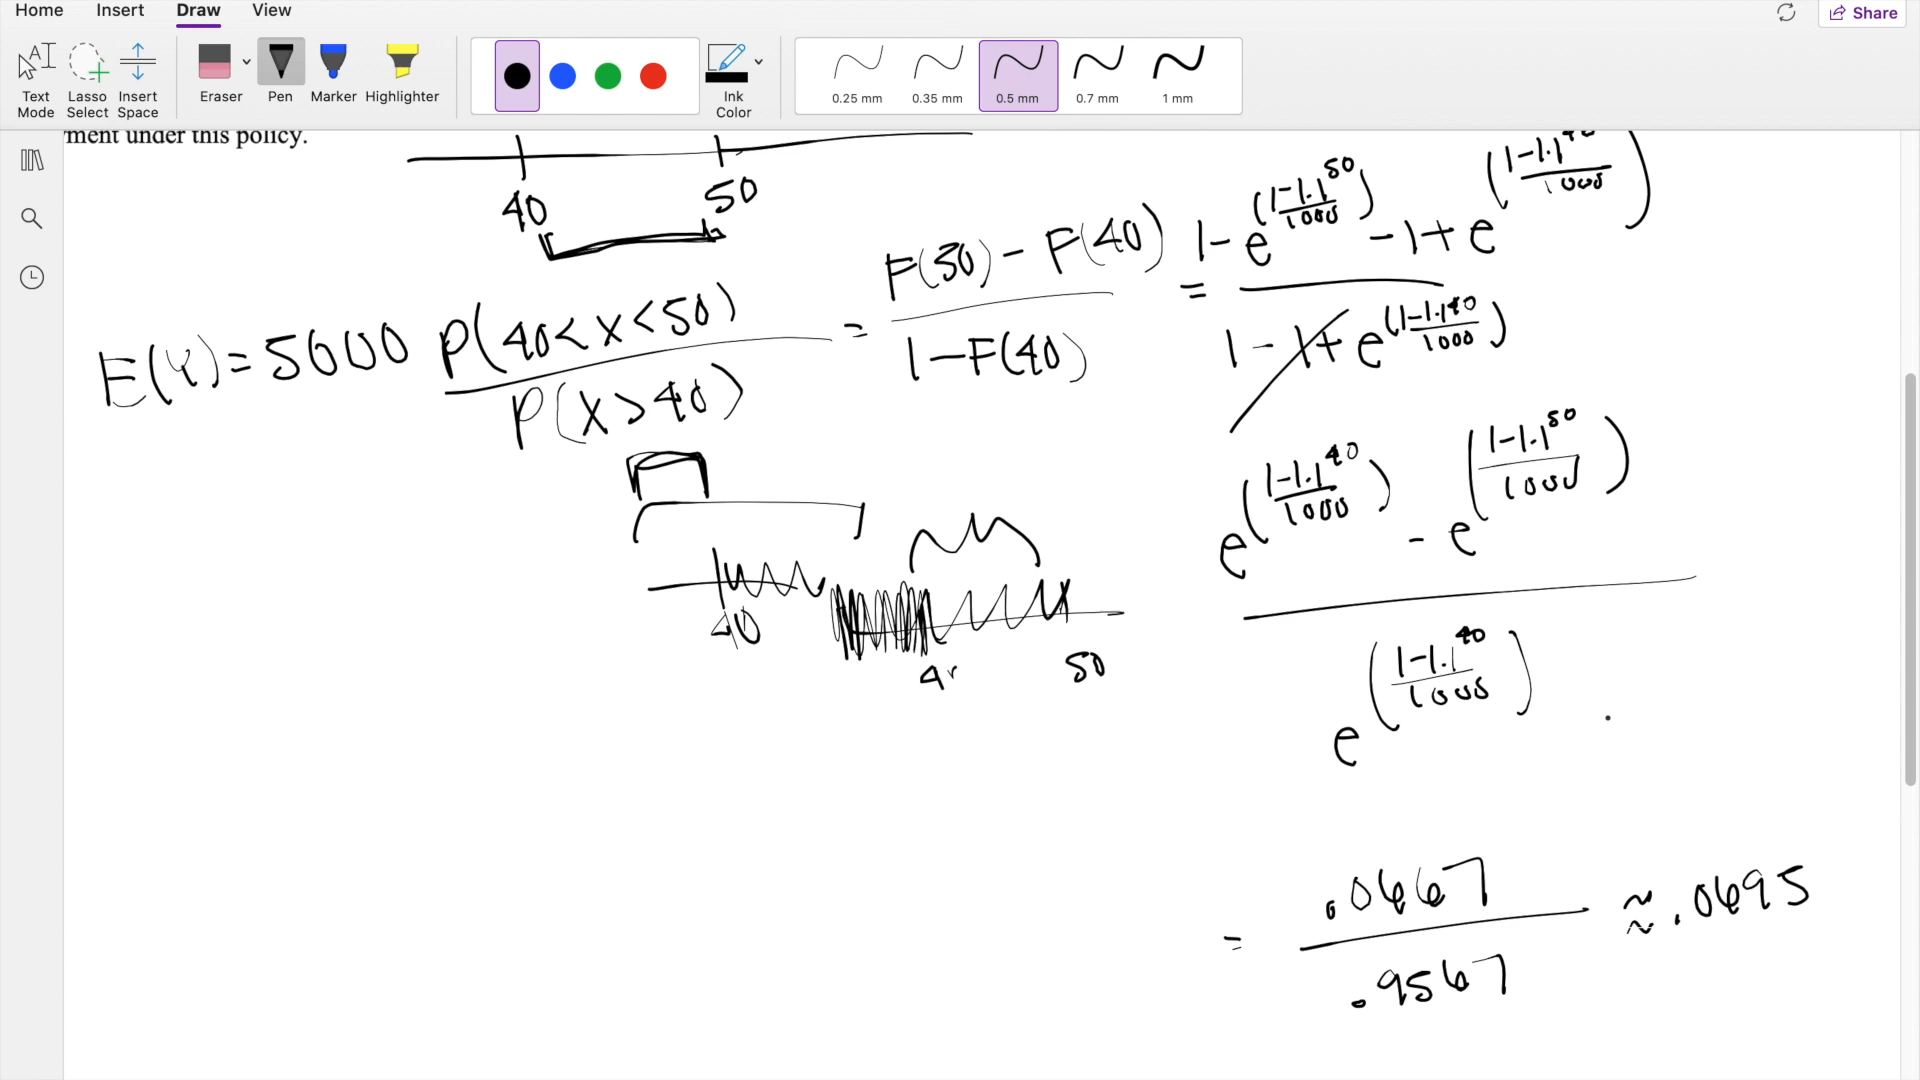 Home Insert Draw View Share
Text Mode Lasso Select Insert Space Eraser Pen Marker Highlighter Ink Color 0.25 mm 0.35 mm 0.5 mm 0.7 mm 1 mm
ment under this policy.
40 50
E(Y) = 5000 P(40<X<50) / P(X>40) = F(50) - F(40) / 1-F(40) = 1 - e^((1-1.1^50)/1000) - 1 + e^((1-1.1^40)/1000) / 1 - 1 + e^((1-1.1^40)/1000)
e^((1-1.1^40)/1000) - e^((1-1.1^50)/1000)
e^((1-1.1^40)/1000)
40 50
= .0667 / .9567 ≈ .0695